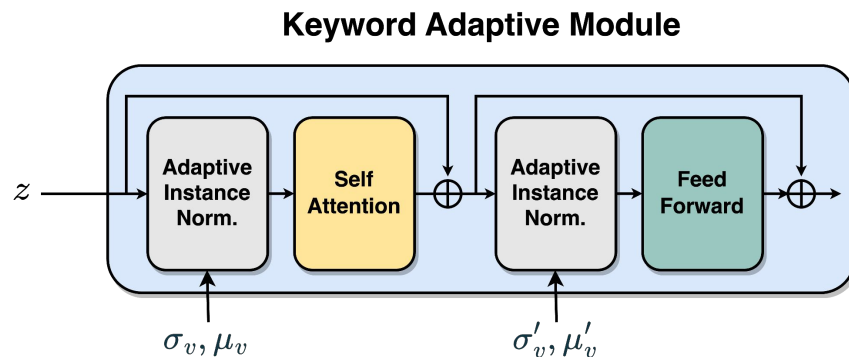 Keyword Adaptive Module
z
Adaptive
Instance
Norm.
Self
Attention
Adaptive
Instance
Norm.
Feed
Forward
σ_v, μ_v
σ′_v, μ′_v